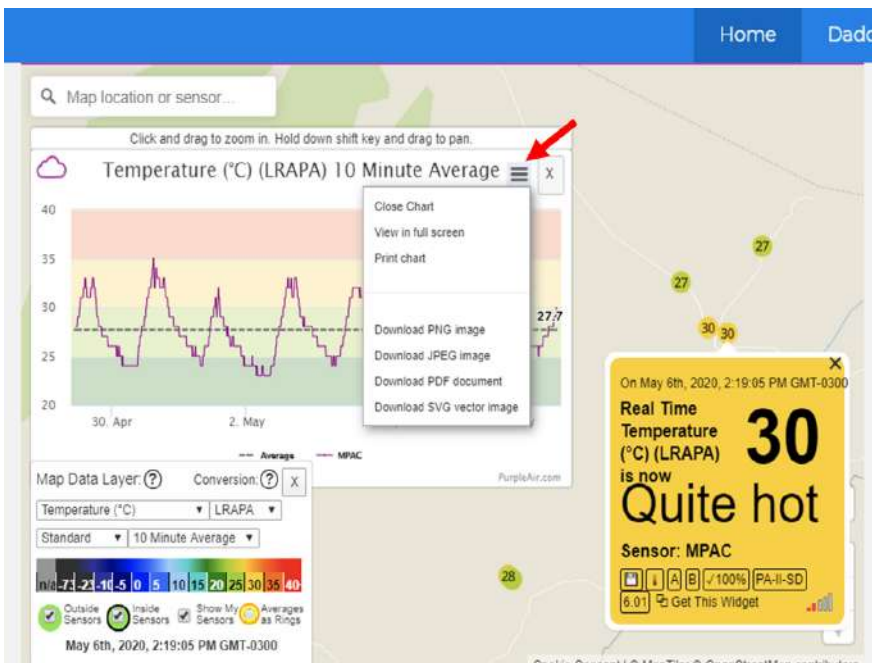 Home Dado
Map location or sensor...
Click and drag to zoom in. Hold down shift key and drag to pan.
Temperature (°C) (LRAPA) 10 Minute Average
X
Close Chart
View in full screen
Print chart
Download PNG image
Download JPEG image
Download PDF document
Download SVG vector image
40
35
30
25
20
27.7
30. Apr
2. May
Average MPAC
PurpleAir.com
27
27
30 30
28
On May 6th, 2020, 2:19:05 PM GMT-0300
Real Time
Temperature
(°C) (LRAPA)
is now
30
Quite hot
Sensor: MPAC
A B √100% PA-II-SD
6.01 Get This Widget
Map Data Layer: ? Conversion: ? X
Temperature (°C) LRAPA
Standard 10 Minute Average
n/a -73 -23 -10 -5 0 5 10 15 20 25 30 35 40
Outside
Sensors
Inside
Sensors
Show My
Sensors
Averages
as Rings
May 6th, 2020, 2:19:05 PM GMT-0300